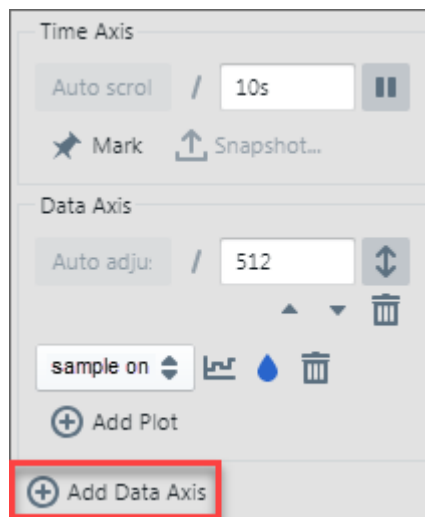 Time Axis
Auto scrol / 10s
Mark Snapshot...
Data Axis
Auto adju: / 512
sample on
Add Plot
Add Data Axis